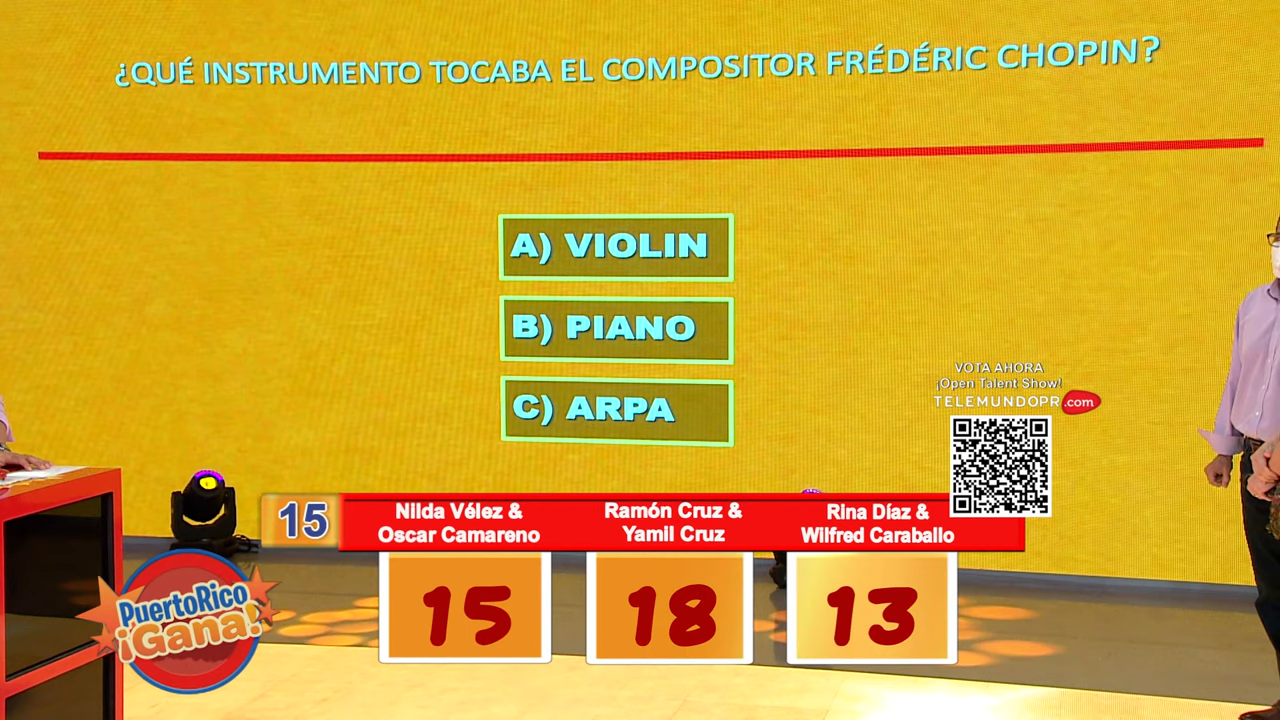 ¿QUÉ INSTRUMENTO TOCABA EL COMPOSITOR FRÉDÉRIC CHOPIN?
A) VIOLIN
B) PIANO
C) ARPA
VOTA AHORA
¡Open Talent Show!
TELEMUNDOPR.com
15
Nilda Vélez &
Oscar Camareno
Ramón Cruz &
Yamil Cruz
Rina Díaz &
Wilfred Caraballo
15
18
13
PuertoRico
¡Gana!